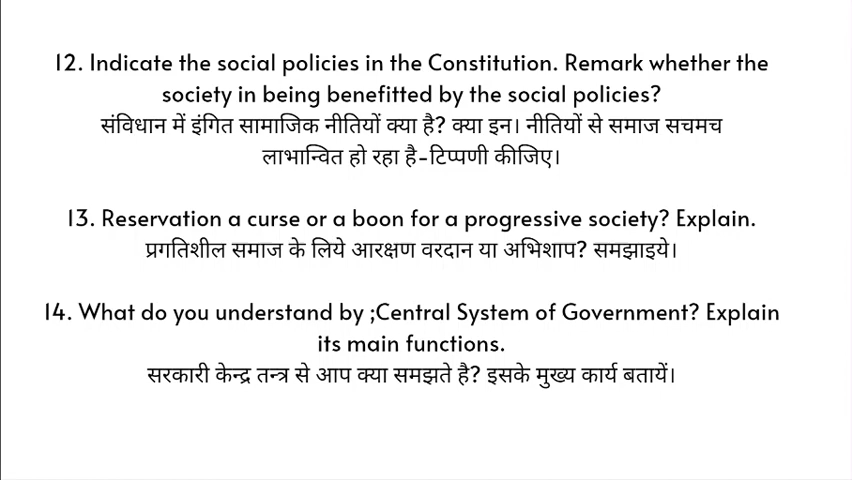 12. Indicate the social policies in the Constitution. Remark whether the
society in being benefitted by the social policies?
संविधान में इंगित सामाजिक नीतियों क्या है? क्या इन। नीतियों से समाज सचमच
लाभान्वित हो रहा है-टिप्पणी कीजिए।
13. Reservation a curse or a boon for a progressive society? Explain.
प्रगतिशील समाज के लिये आरक्षण वरदान या अभिशाप? समझाइये।
14. What do you understand by ;Central System of Government? Explain
its main functions.
सरकारी केन्द्र तन्त्र से आप क्या समझते है? इसके मुख्य कार्य बतायें।